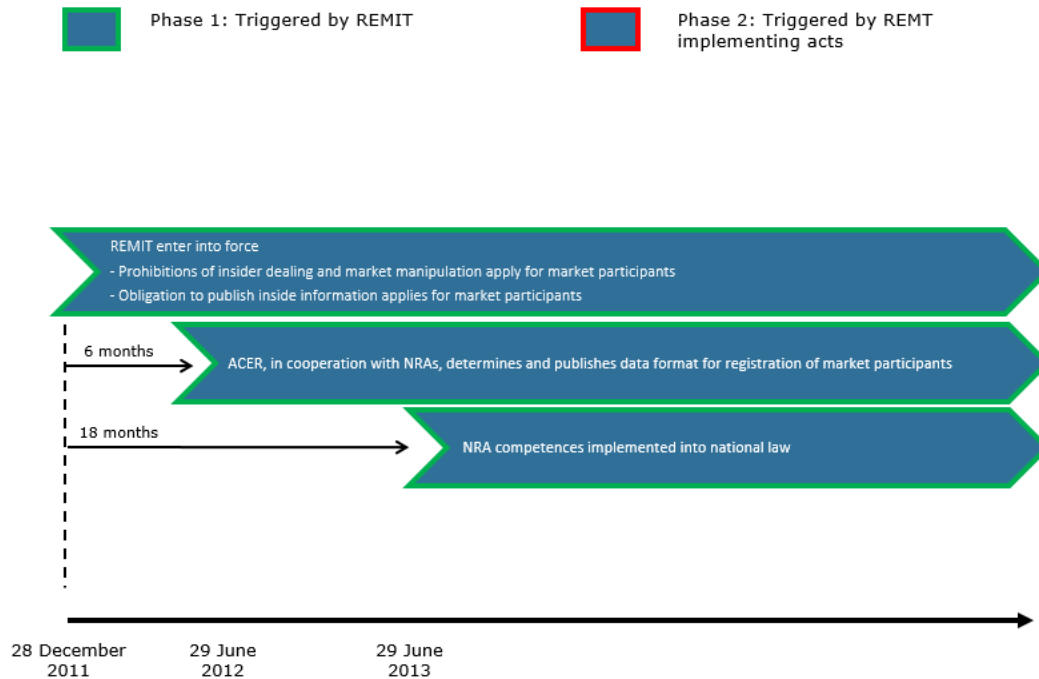 Phase 1: Triggered by REMIT
Phase 2: Triggered by REMT
implementing acts
REMIT enter into force
- Prohibitions of insider dealing and market manipulation apply for market participants
- Obligation to publish inside information applies for market participants
6 months
ACER, in cooperation with NRAs, determines and publishes data format for registration of market participants
18 months
NRA competences implemented into national law
28 December
2011
29 June
2012
29 June
2013